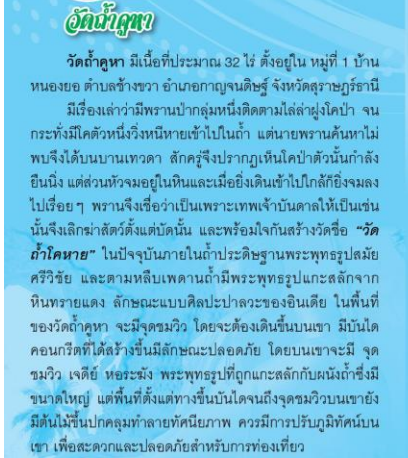 วัดถ้ำคูหา
วัดถ้ำคูหา มีเนื้อที่ประมาณ 32 ไร่ ตั้งอยู่ใน หมู่ที่ 1 บ้าน
หนองยอ ตำบลช้างขวา อำเภอกาญจนดิษฐ์ จังหวัดสุราษฎร์ธานี
มีเรื่องเล่าว่ามีพรานป่ากลุ่มหนึ่งติดตามไล่ล่าฝูงโคป่า จน
กระทั่งมีโคตัวหนึ่งวิ่งหนีหายเข้าไปในถ้ำ แต่นายพรานค้นหาไม่
พบจึงได้บนบานเทวดา สักครู่จึงปรากฏเห็นโคป่าตัวนั้นกำลัง
ยืนนิ่ง แต่ส่วนหัวจมอยู่ในหินและเมื่อยิ่งเดินเข้าไปใกล้ก็ยิ่งจมลง
ไปเรื่อยๆ พรานจึงเชื่อว่าเป็นเพราะเทพเจ้าบันดาลให้เป็นเช่น
นั้นจึงเลิกฆ่าสัตว์ตั้งแต่บัดนั้น และพร้อมใจกันสร้างวัดชื่อ "วัด
ถ้ำโคหาย" ในปัจจุบันภายในถ้ำประดิษฐานพระพุทธรูปสมัย
ศรีวิชัย และตามหลืบเพดานถ้ำมีพระพุทธรูปแกะสลักจาก
หินทรายแดง ลักษณะแบบศิลปะปาลวะของอินเดีย ในพื้นที่
ของวัดถ้ำคูหา จะมีจุดชมวิว โดยจะต้องเดินขึ้นบนเขา มีบันได
คอนกรีตที่ได้สร้างขึ้นมีลักษณะปลอดภัย โดยบนเขาจะมี จุด
ชมวิว เจดีย์ หอระฆัง พระพุทธรูปที่ถูกแกะสลักกับผนังถ้ำซึ่งมี
ขนาดใหญ่ แต่พื้นที่ตั้งแต่ทางขึ้นบันไดจนถึงจุดชมวิวบนเขายัง
มีต้นไม้ขึ้นปกคลุมทำลายทัศนียภาพ ควรมีการปรับภูมิทัศน์บน
เขา เพื่อสะดวกและปลอดภัยสำหรับการท่องเที่ยว